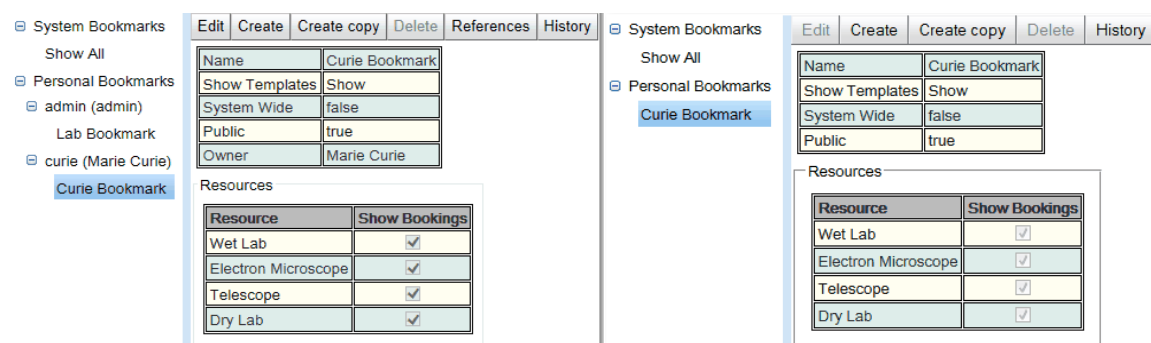 System Bookmarks
Show All
Personal Bookmarks
admin (admin)
Lab Bookmark
curie (Marie Curie)
Curie Bookmark
Edit Create Create copy Delete References History
Name Curie Bookmark
Show Templates Show
System Wide false
Public true
Owner Marie Curie
Resources
Resource Show Bookings
Wet Lab
Electron Microscope
Telescope
Dry Lab
System Bookmarks
Show All
Personal Bookmarks
Curie Bookmark
Edit Create Create copy Delete History
Name Curie Bookmark
Show Templates Show
System Wide false
Public true
Resources
Resource Show Bookings
Wet Lab
Electron Microscope
Telescope
Dry Lab